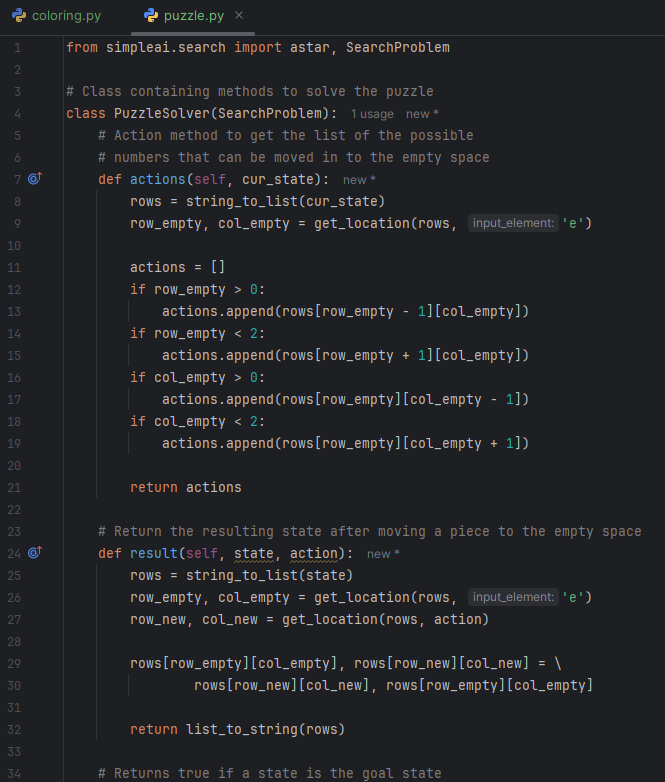 coloring.py puzzle.py ×
1 from simpleai.search import astar, SearchProblem
2
3 # Class containing methods to solve the puzzle
4 class PuzzleSolver(SearchProblem): 1 usage new *
5     # Action method to get the list of the possible
6     # numbers that can be moved in to the empty space
7     def actions(self, cur_state): new *
8         rows = string_to_list(cur_state)
9         row_empty, col_empty = get_location(rows, input_element: 'e')
10
11         actions = []
12         if row_empty > 0:
13             actions.append(rows[row_empty - 1][col_empty])
14         if row_empty < 2:
15             actions.append(rows[row_empty + 1][col_empty])
16         if col_empty > 0:
17             actions.append(rows[row_empty][col_empty - 1])
18         if col_empty < 2:
19             actions.append(rows[row_empty][col_empty + 1])
20
21         return actions
22
23     # Return the resulting state after moving a piece to the empty space
24     def result(self, state, action): new *
25         rows = string_to_list(state)
26         row_empty, col_empty = get_location(rows, input_element: 'e')
27         row_new, col_new = get_location(rows, action)
28
29         rows[row_empty][col_empty], rows[row_new][col_new] = \
30                 rows[row_new][col_new], rows[row_empty][col_empty]
31
32         return list_to_string(rows)
33
34     # Returns true if a state is the goal state